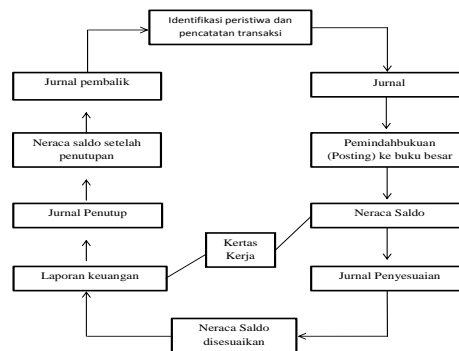 Identifikasi peristiwa dan
pencatatan transaksi
Jurnal pembalik
Jurnal
Neraca saldo setelah
penutupan
Pemindahbukuan
(Posting) ke buku besar
Jurnal Penutup
Neraca Saldo
Kertas
Kerja
Laporan keuangan
Jurnal Penyesuaian
Neraca Saldo
disesuaikan